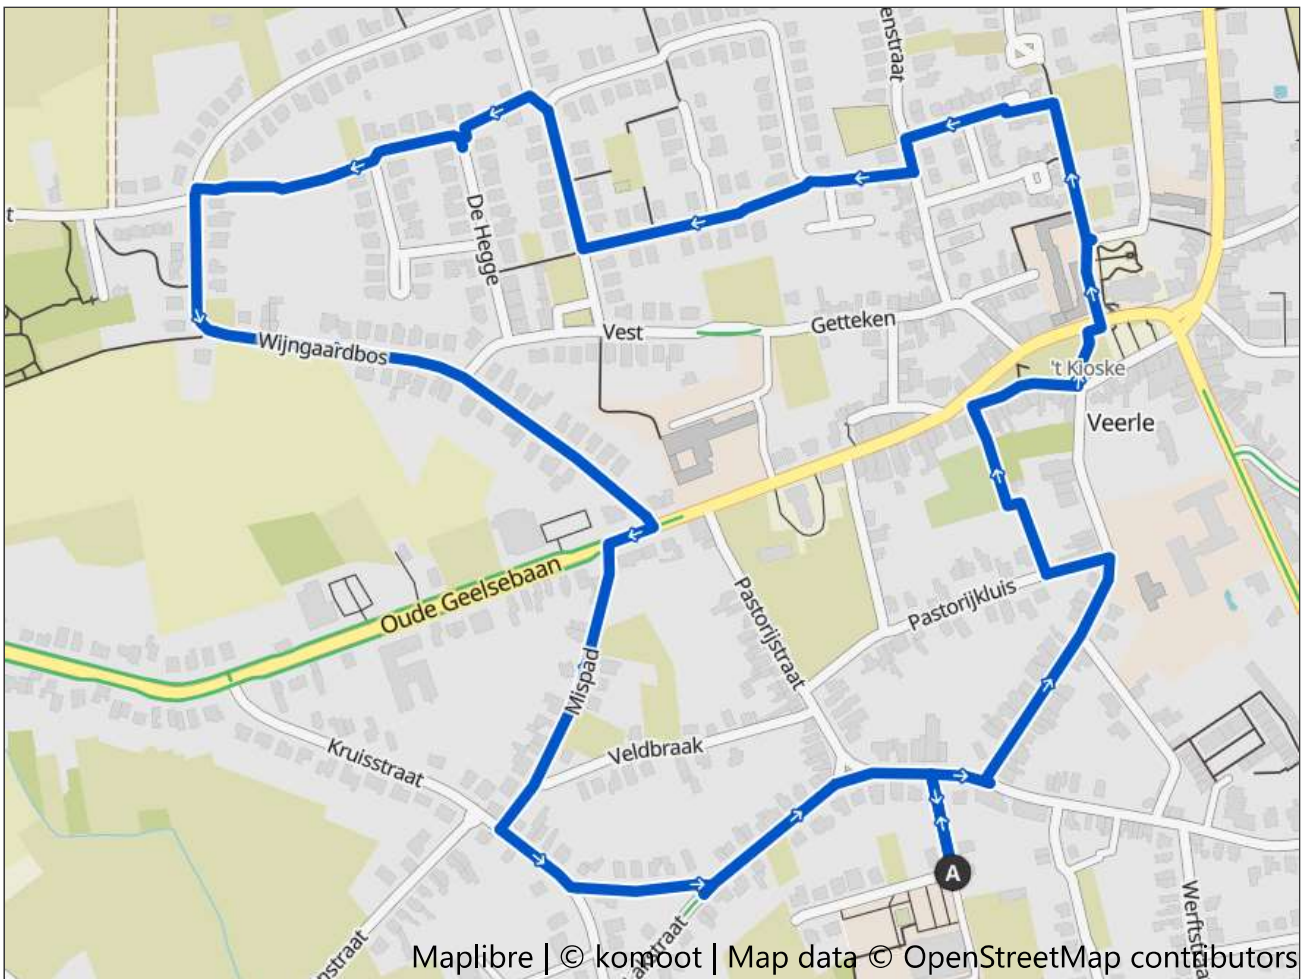 enstraat
t
De Hegge
Vest
Getteken
Wijngaardbos
't Kioske
Veerle
Oude Geelsebaan
Pastorijstraat
Pastorijkluis
Mispad
Veldbraak
Kruisstraat
A
nstraat
Maplibre | © komoot | Map data © OpenStreetMap contributors